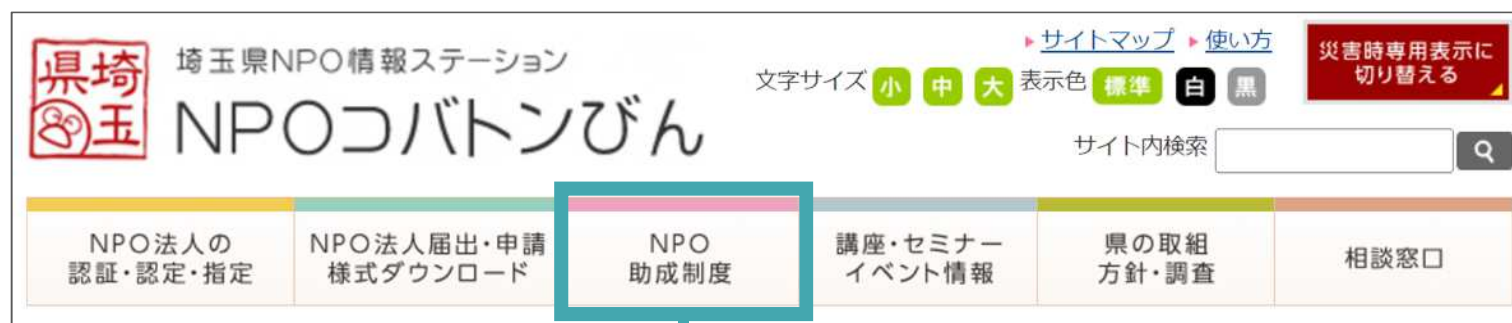 県埼
玉
埼玉県NPO情報ステーション
NPOコバトンびん
サイトマップ 使い方
文字サイズ 小 中 大 表示色 標準 白 黒
災害時専用表示に
切り替える
サイト内検索
NPO法人の
認証・認定・指定
NPO法人届出・申請
様式ダウンロード
NPO
助成制度
講座・セミナー
イベント情報
県の取組
方針・調査
相談窓口